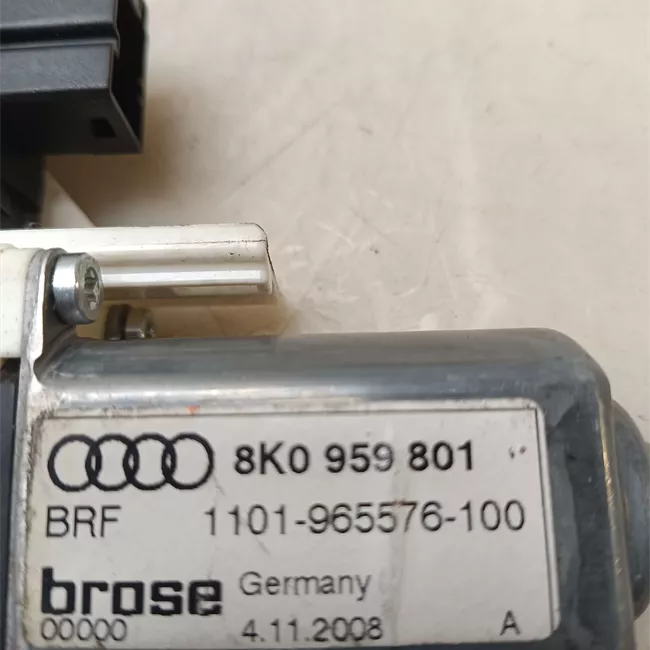 8K0 959 801
BRF 1101-965576-100
brose Germany
00000 4.11.2008 A